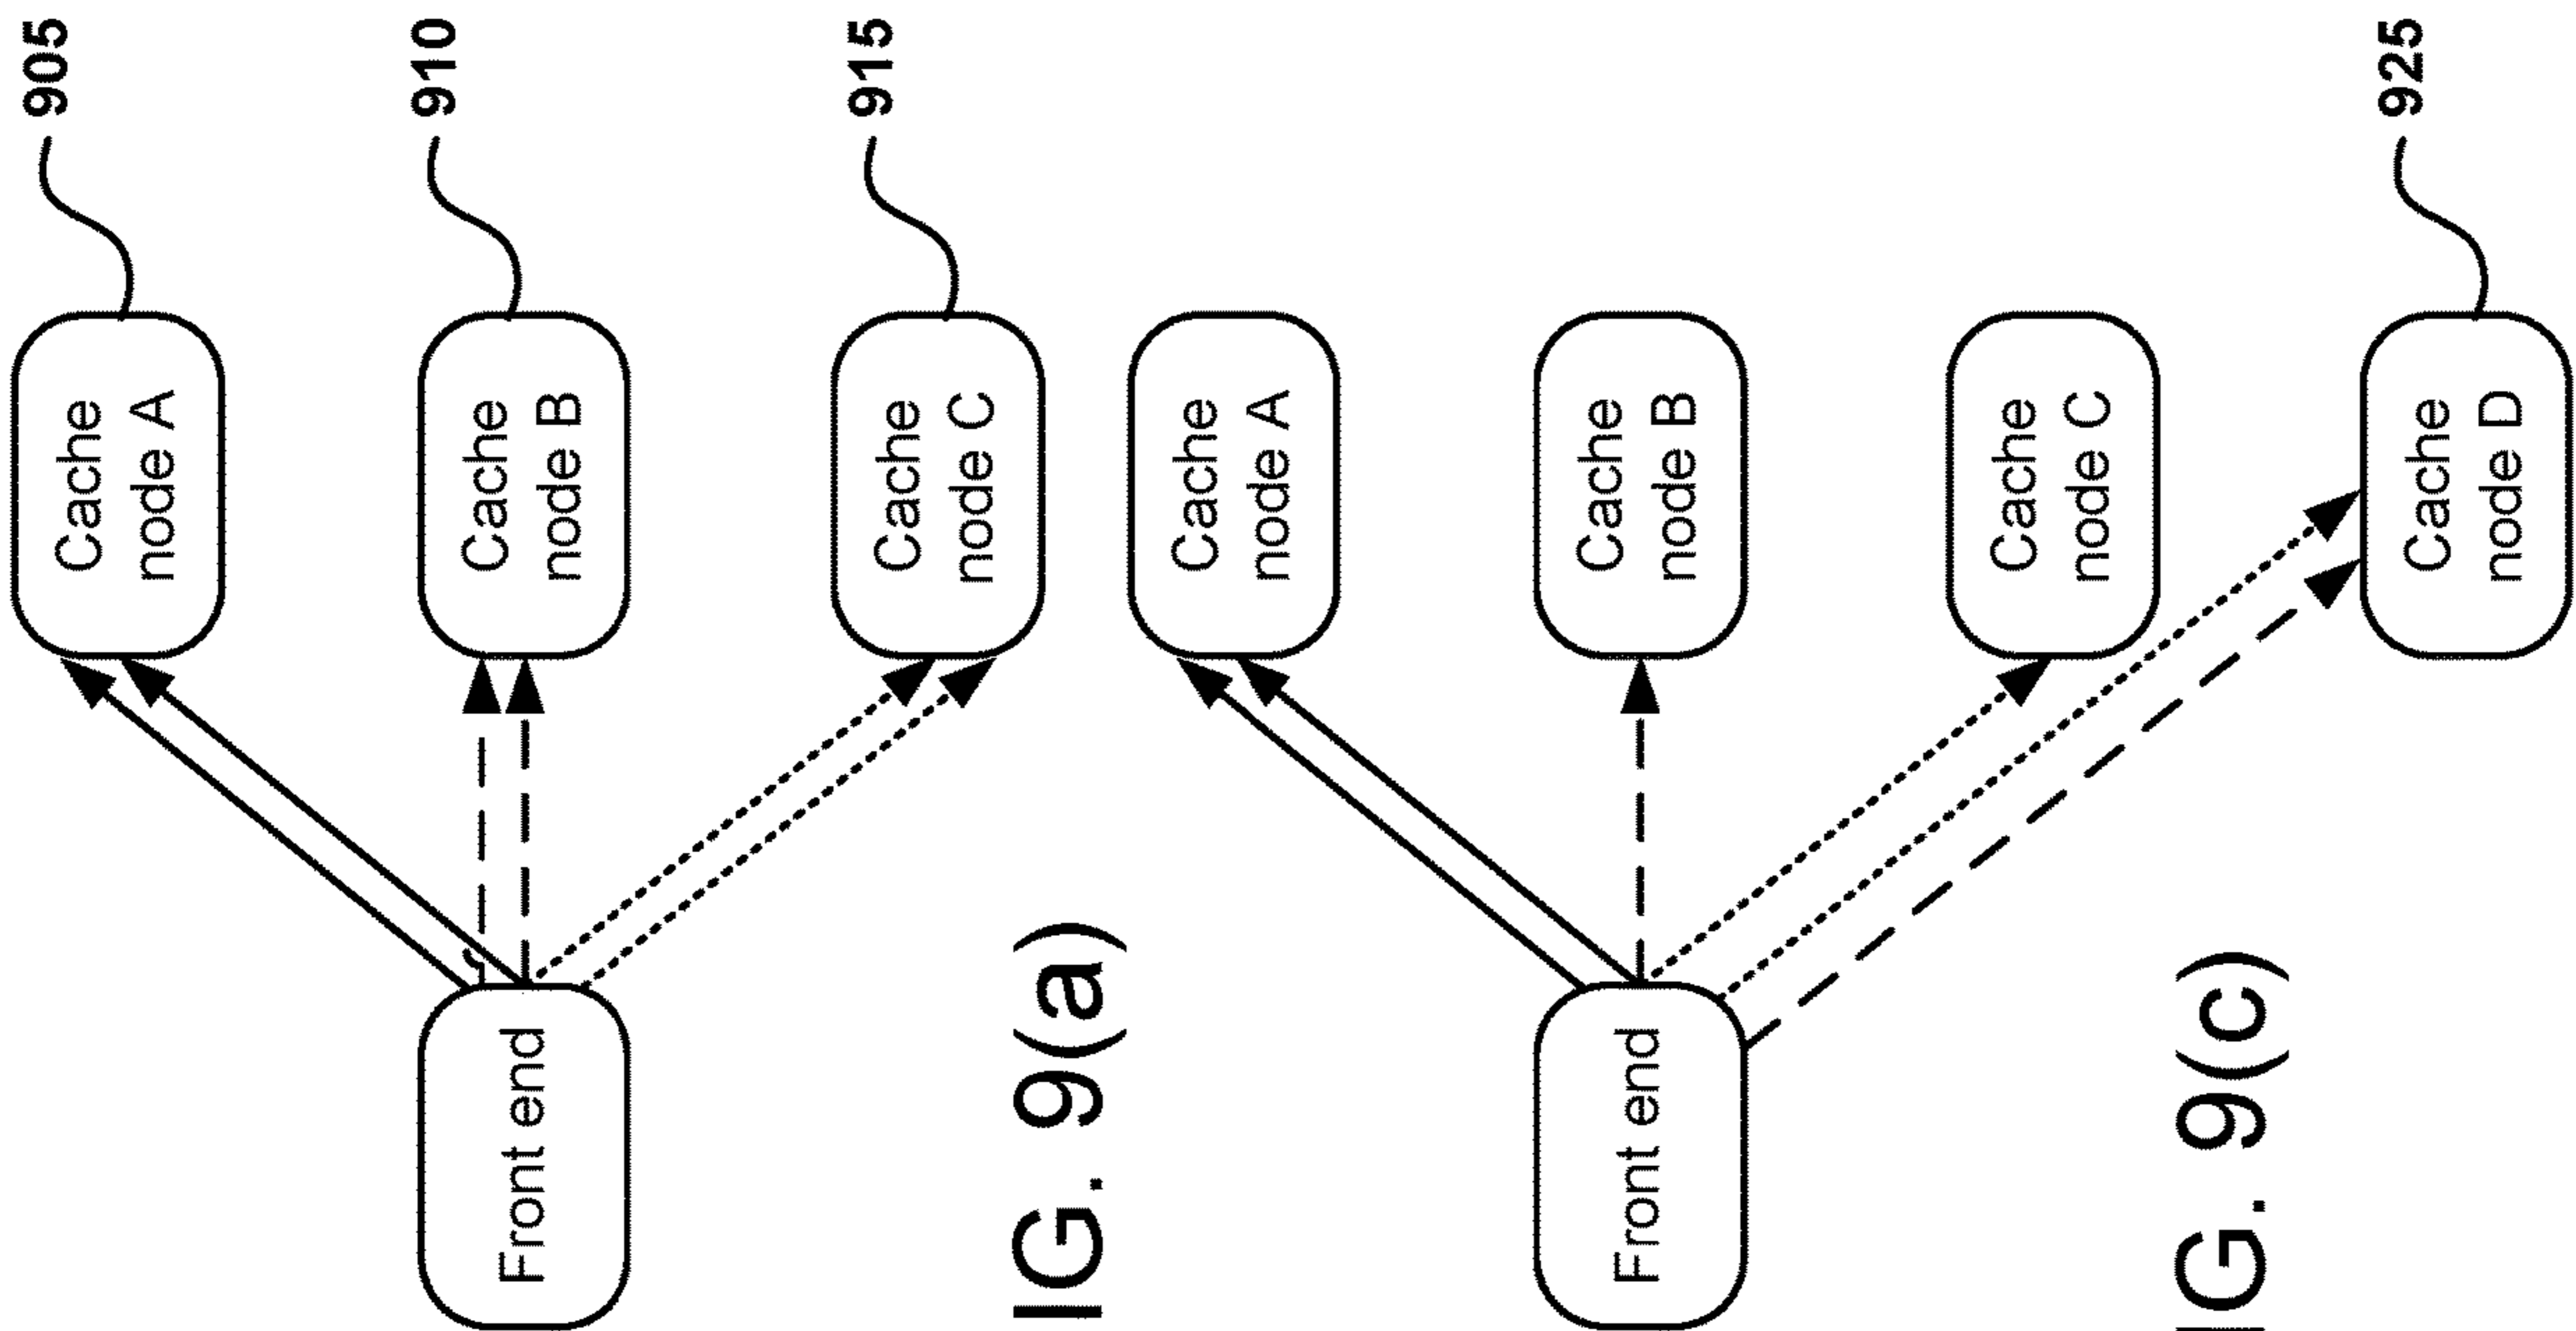 905
Cache
node A
910
Front end
Cache
node B
915
Cache
node C
IG. 9(a)
Cache
node A
Front end
Cache
node B
Cache
node C
IG. 9(c)
925
Cache
node D